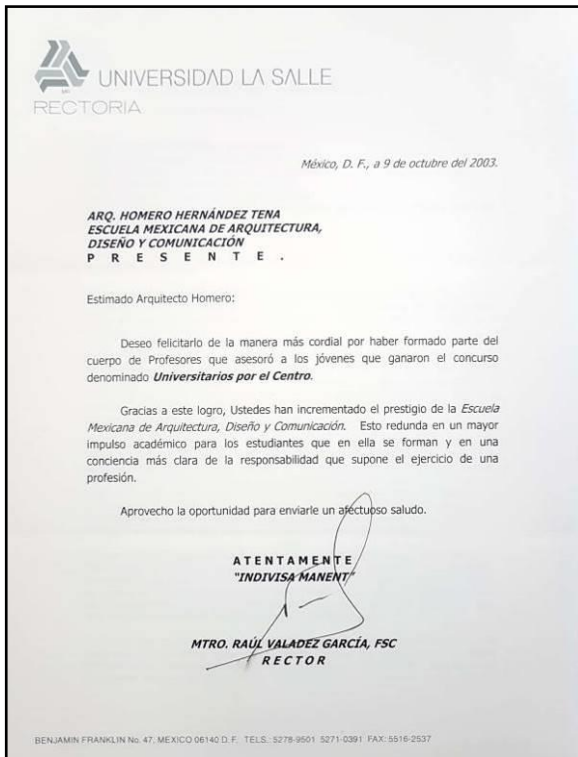 UNIVERSIDAD LA SALLE
RECTORIA
México, D. F., a 9 de octubre del 2003.
ARQ. HOMERO HERNÁNDEZ TENA
ESCUELA MEXICANA DE ARQUITECTURA,
DISEÑO Y COMUNICACIÓN
P R E S E N T E .
Estimado Arquitecto Homero:
Deseo felicitarlo de la manera más cordial por haber formado parte del
cuerpo de Profesores que asesoró a los jóvenes que ganaron el concurso
denominado Universitarios por el Centro.
Gracias a este logro, Ustedes han incrementado el prestigio de la Escuela
Mexicana de Arquitectura, Diseño y Comunicación. Esto redunda en un mayor
impulso académico para los estudiantes que en ella se forman y en una
conciencia más clara de la responsabilidad que supone el ejercicio de una
profesión.
Aprovecho la oportunidad para enviarle un afectuoso saludo.
A T E N T A M E N T E
"INDIVISA MANENT"
MTRO. RAÚL VALADEZ GARCÍA, FSC
R E C T O R
BENJAMIN FRANKLIN No. 47, MEXICO 06140 D. F. TELS.: 5278-9501 5271-0391 FAX: 5516-2537